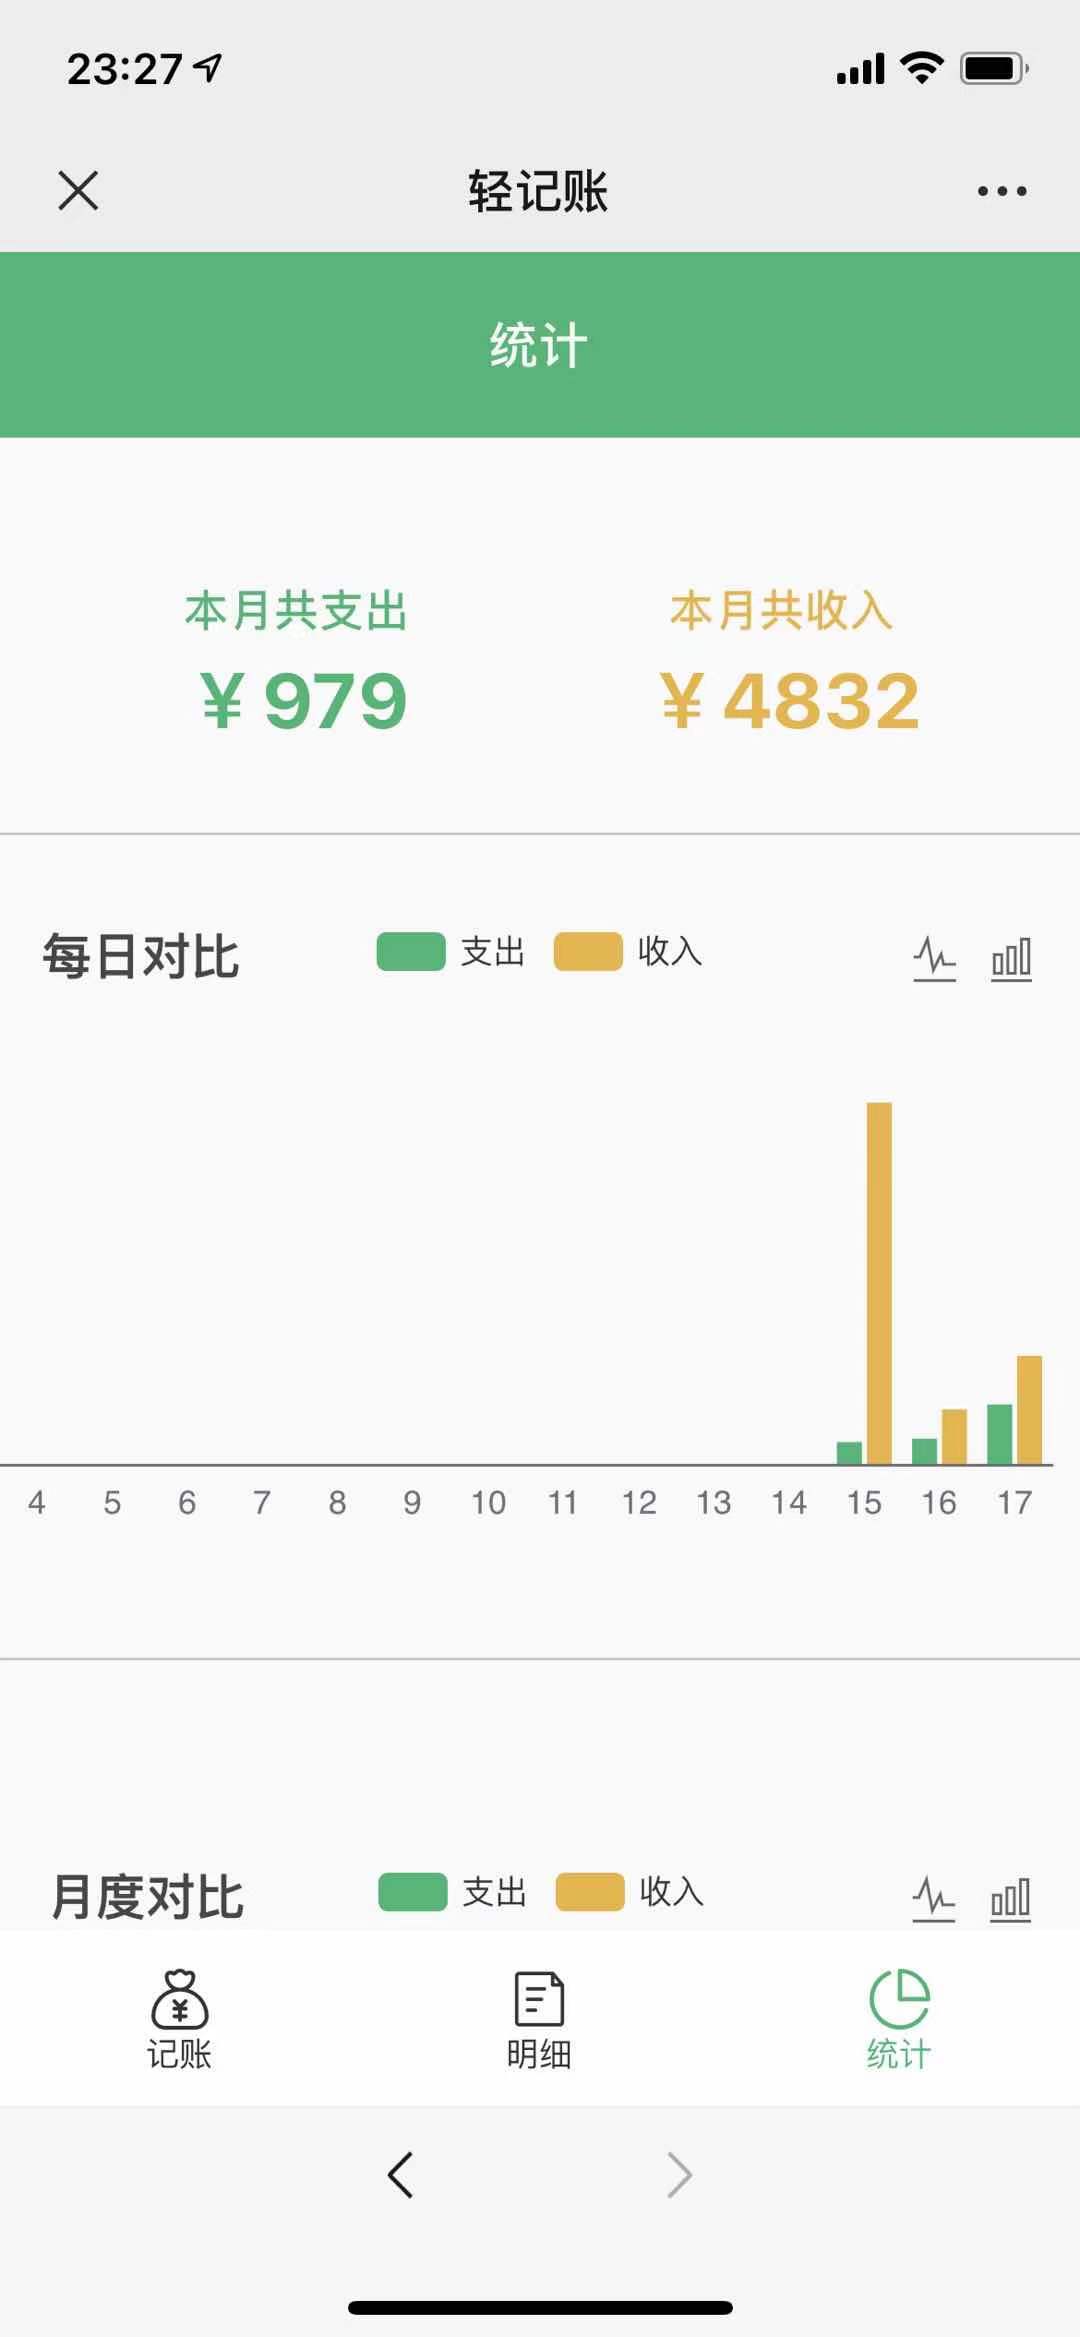 23:27
轻记账
统计
本月共支出 本月共收入
¥979 ¥4832
每日对比 支出 收入
4 5 6 7 8 9 10 11 12 13 14 15 16 17
月度对比 支出 收入
¥
记账 明细 统计